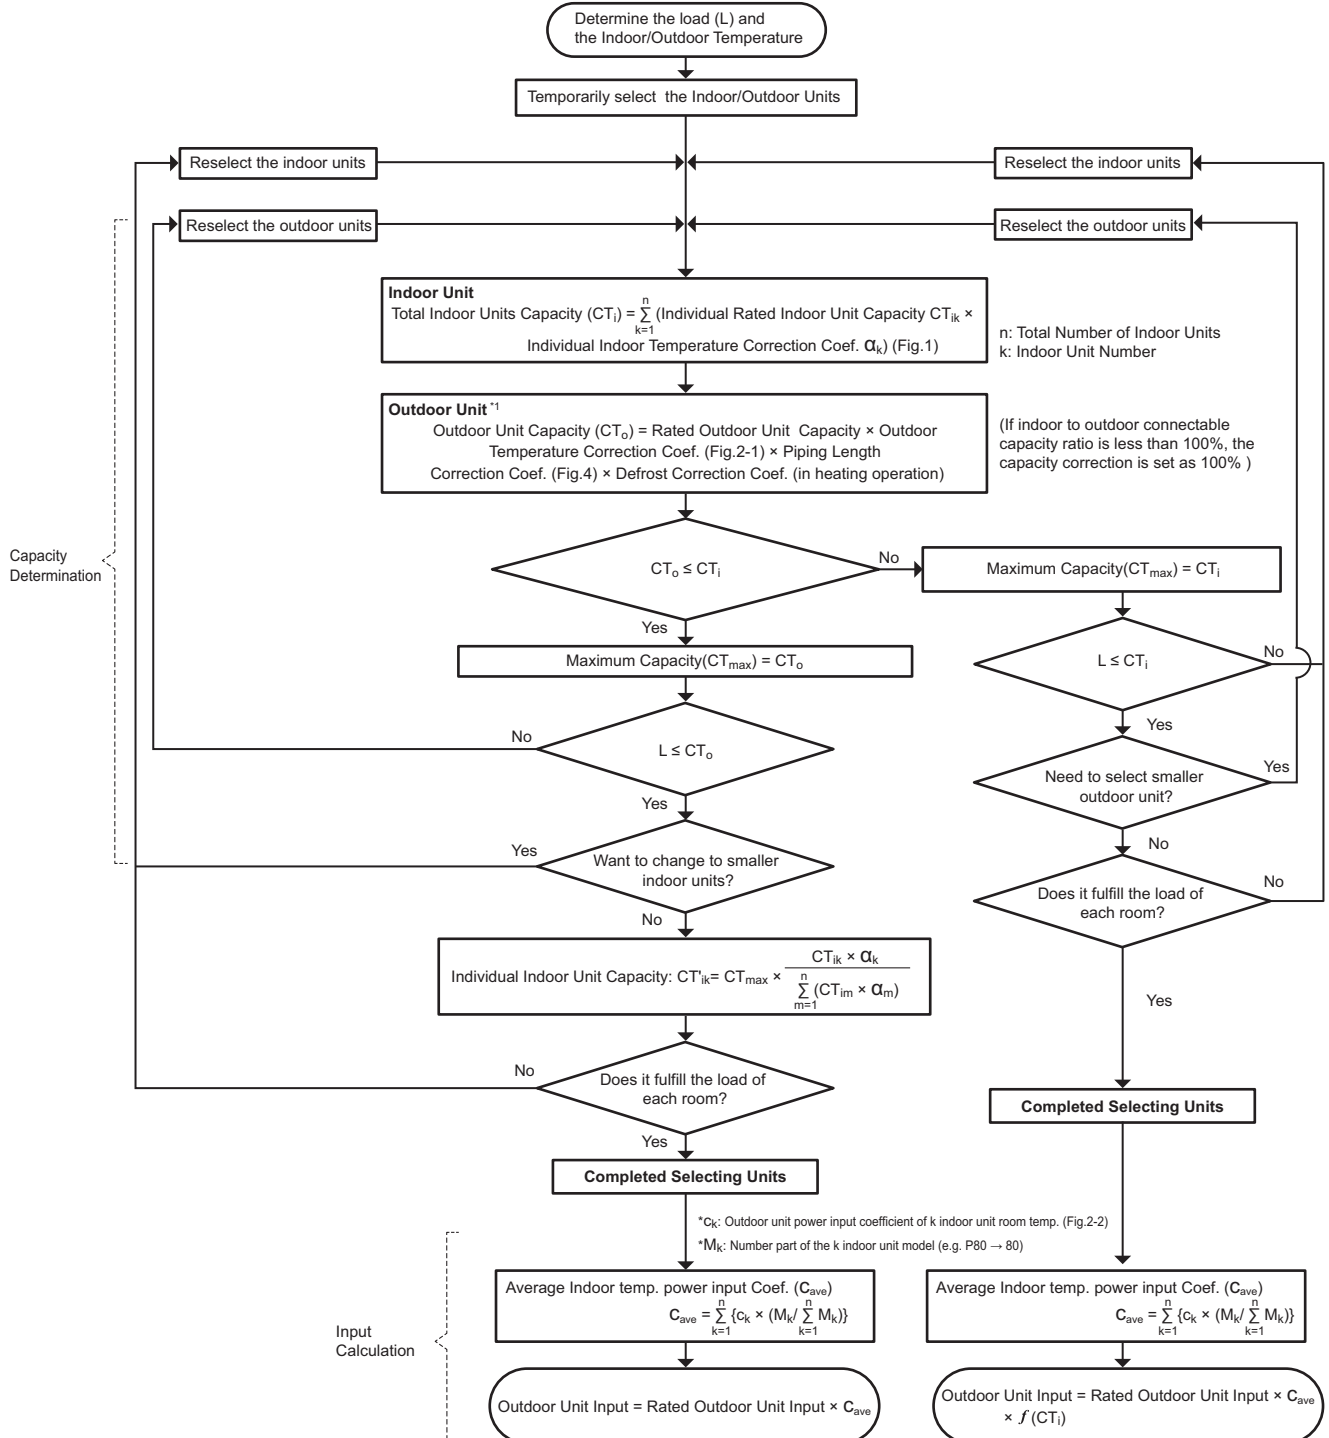 Determine the load (L) and
the Indoor/Outdoor Temperature
Temporarily select the Indoor/Outdoor Units
Reselect the indoor units
Reselect the indoor units
Reselect the outdoor units
Reselect the outdoor units
Indoor Unit
Total Indoor Units Capacity (CTi) = n Σ k=1 (Individual Rated Indoor Unit Capacity CTik ×
Individual Indoor Temperature Correction Coef. αk) (Fig.1)
n: Total Number of Indoor Units
k: Indoor Unit Number
Outdoor Unit *1
Outdoor Unit Capacity (CTo) = Rated Outdoor Unit Capacity × Outdoor
Temperature Correction Coef. (Fig.2-1) × Piping Length
Correction Coef. (Fig.4) × Defrost Correction Coef. (in heating operation)
(If indoor to outdoor connectable
capacity ratio is less than 100%, the
capacity correction is set as 100% )
Capacity
Determination
CTo ≤ CTi
No
Maximum Capacity(CTmax) = CTi
Yes
Maximum Capacity(CTmax) = CTo
L ≤ CTi
No
Yes
No
L ≤ CTo
Yes
Need to select smaller
outdoor unit?
Yes
No
Yes
Want to change to smaller
indoor units?
No
Does it fulfill the load of
each room?
No
Yes
Individual Indoor Unit Capacity: CT'ik= CTmax ×
CTik × αk
n
Σ (CTim × αm)
m=1
No
Does it fulfill the load of
each room?
Yes
Completed Selecting Units
Completed Selecting Units
*ck: Outdoor unit power input coefficient of k indoor unit room temp. (Fig.2-2)
*Mk: Number part of the k indoor unit model (e.g. P80 → 80)
Input
Calculation
Average Indoor temp. power input Coef. (Cave)
Cave = n Σ k=1 {ck × (Mk/ n Σ k=1 Mk)}
Average Indoor temp. power input Coef. (Cave)
Cave = n Σ k=1 {ck × (Mk/ n Σ k=1 Mk)}
Outdoor Unit Input = Rated Outdoor Unit Input × Cave
Outdoor Unit Input = Rated Outdoor Unit Input × Cave
× f (CTi)